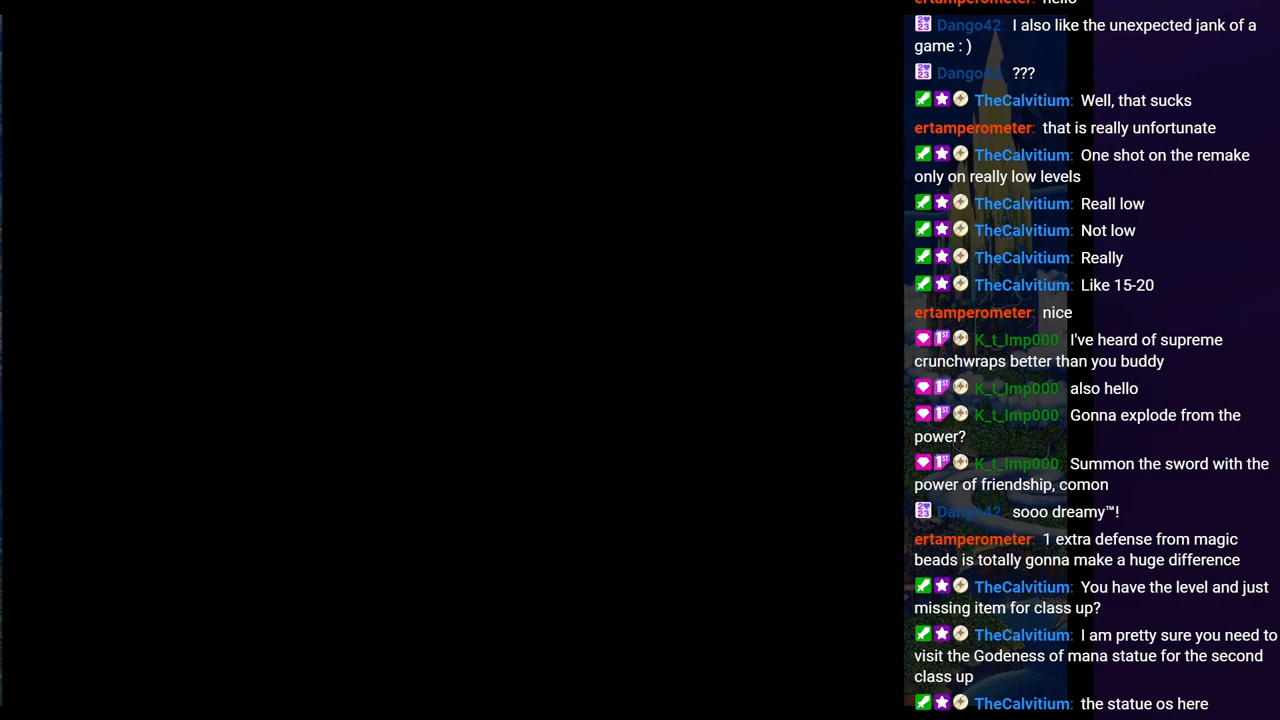 ertamperometer: hello
Dango42: I also like the unexpected jank of a
game : )
Dango42: ???
TheCalvitium: Well, that sucks
ertamperometer: that is really unfortunate
TheCalvitium: One shot on the remake
only on really low levels
TheCalvitium: Reall low
TheCalvitium: Not low
TheCalvitium: Really
TheCalvitium: Like 15-20
ertamperometer: nice
K_t_Imp000: I've heard of supreme
crunchwraps better than you buddy
K_t_Imp000: also hello
K_t_Imp000: Gonna explode from the
power?
K_t_Imp000: Summon the sword with the
power of friendship, comon
Dango42: sooo dreamy™!
ertamperometer: 1 extra defense from magic
beads is totally gonna make a huge difference
TheCalvitium: You have the level and just
missing item for class up?
TheCalvitium: I am pretty sure you need to
visit the Godeness of mana statue for the second
class up
TheCalvitium: the statue os here